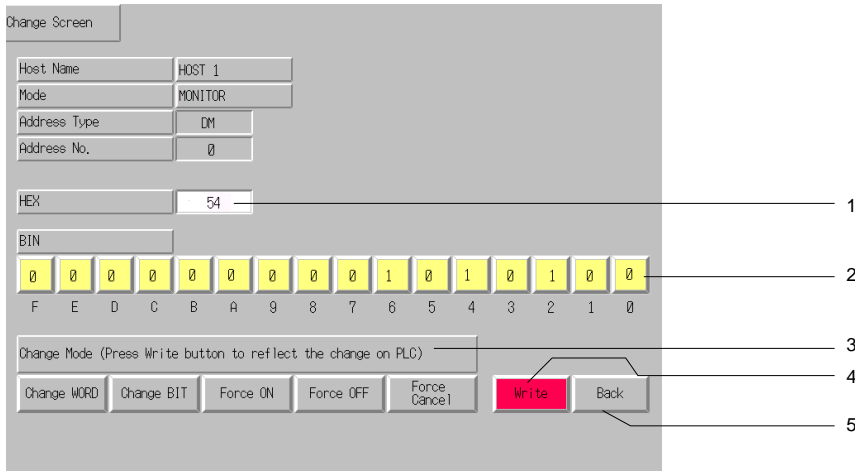 Change Screen
Host Name HOST 1
Mode MONITOR
Address Type DM
Address No. 0
HEX 54 1
BIN
0 0 0 0 0 0 0 0 0 1 0 1 0 1 0 0 2
F E D C B A 9 8 7 6 5 4 3 2 1 0
Change Mode (Press Write button to reflect the change on PLC) 3
4
Change WORD Change BIT Force ON Force OFF Force Cancel Write Back
5